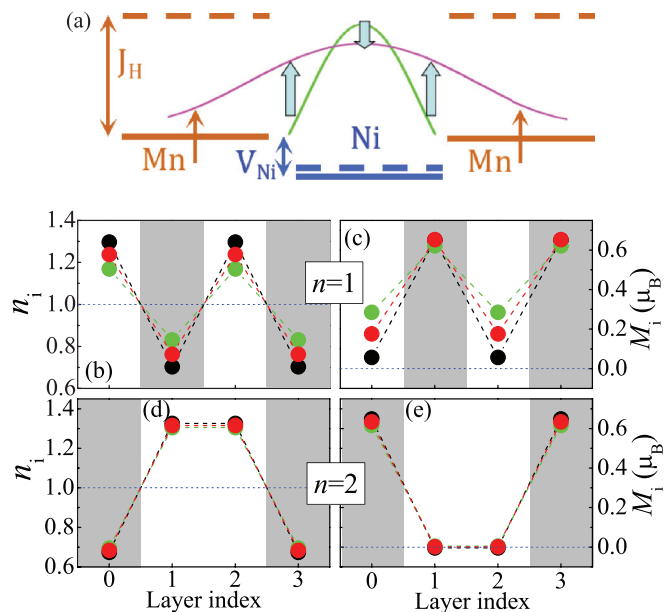 (a)
J_H
Mn
V_Ni
Ni
Mn
1.4
1.2
1.0
0.8
0.6
n_i
(b)
n=1
(c)
0.6
0.4
0.2
0.0
M_i (μ_B)
1.4
1.2
1.0
0.8
0.6
n_i
(d)
n=2
(e)
0.6
0.4
0.2
0.0
M_i (μ_B)
0 1 2 3
Layer index
0 1 2 3
Layer index